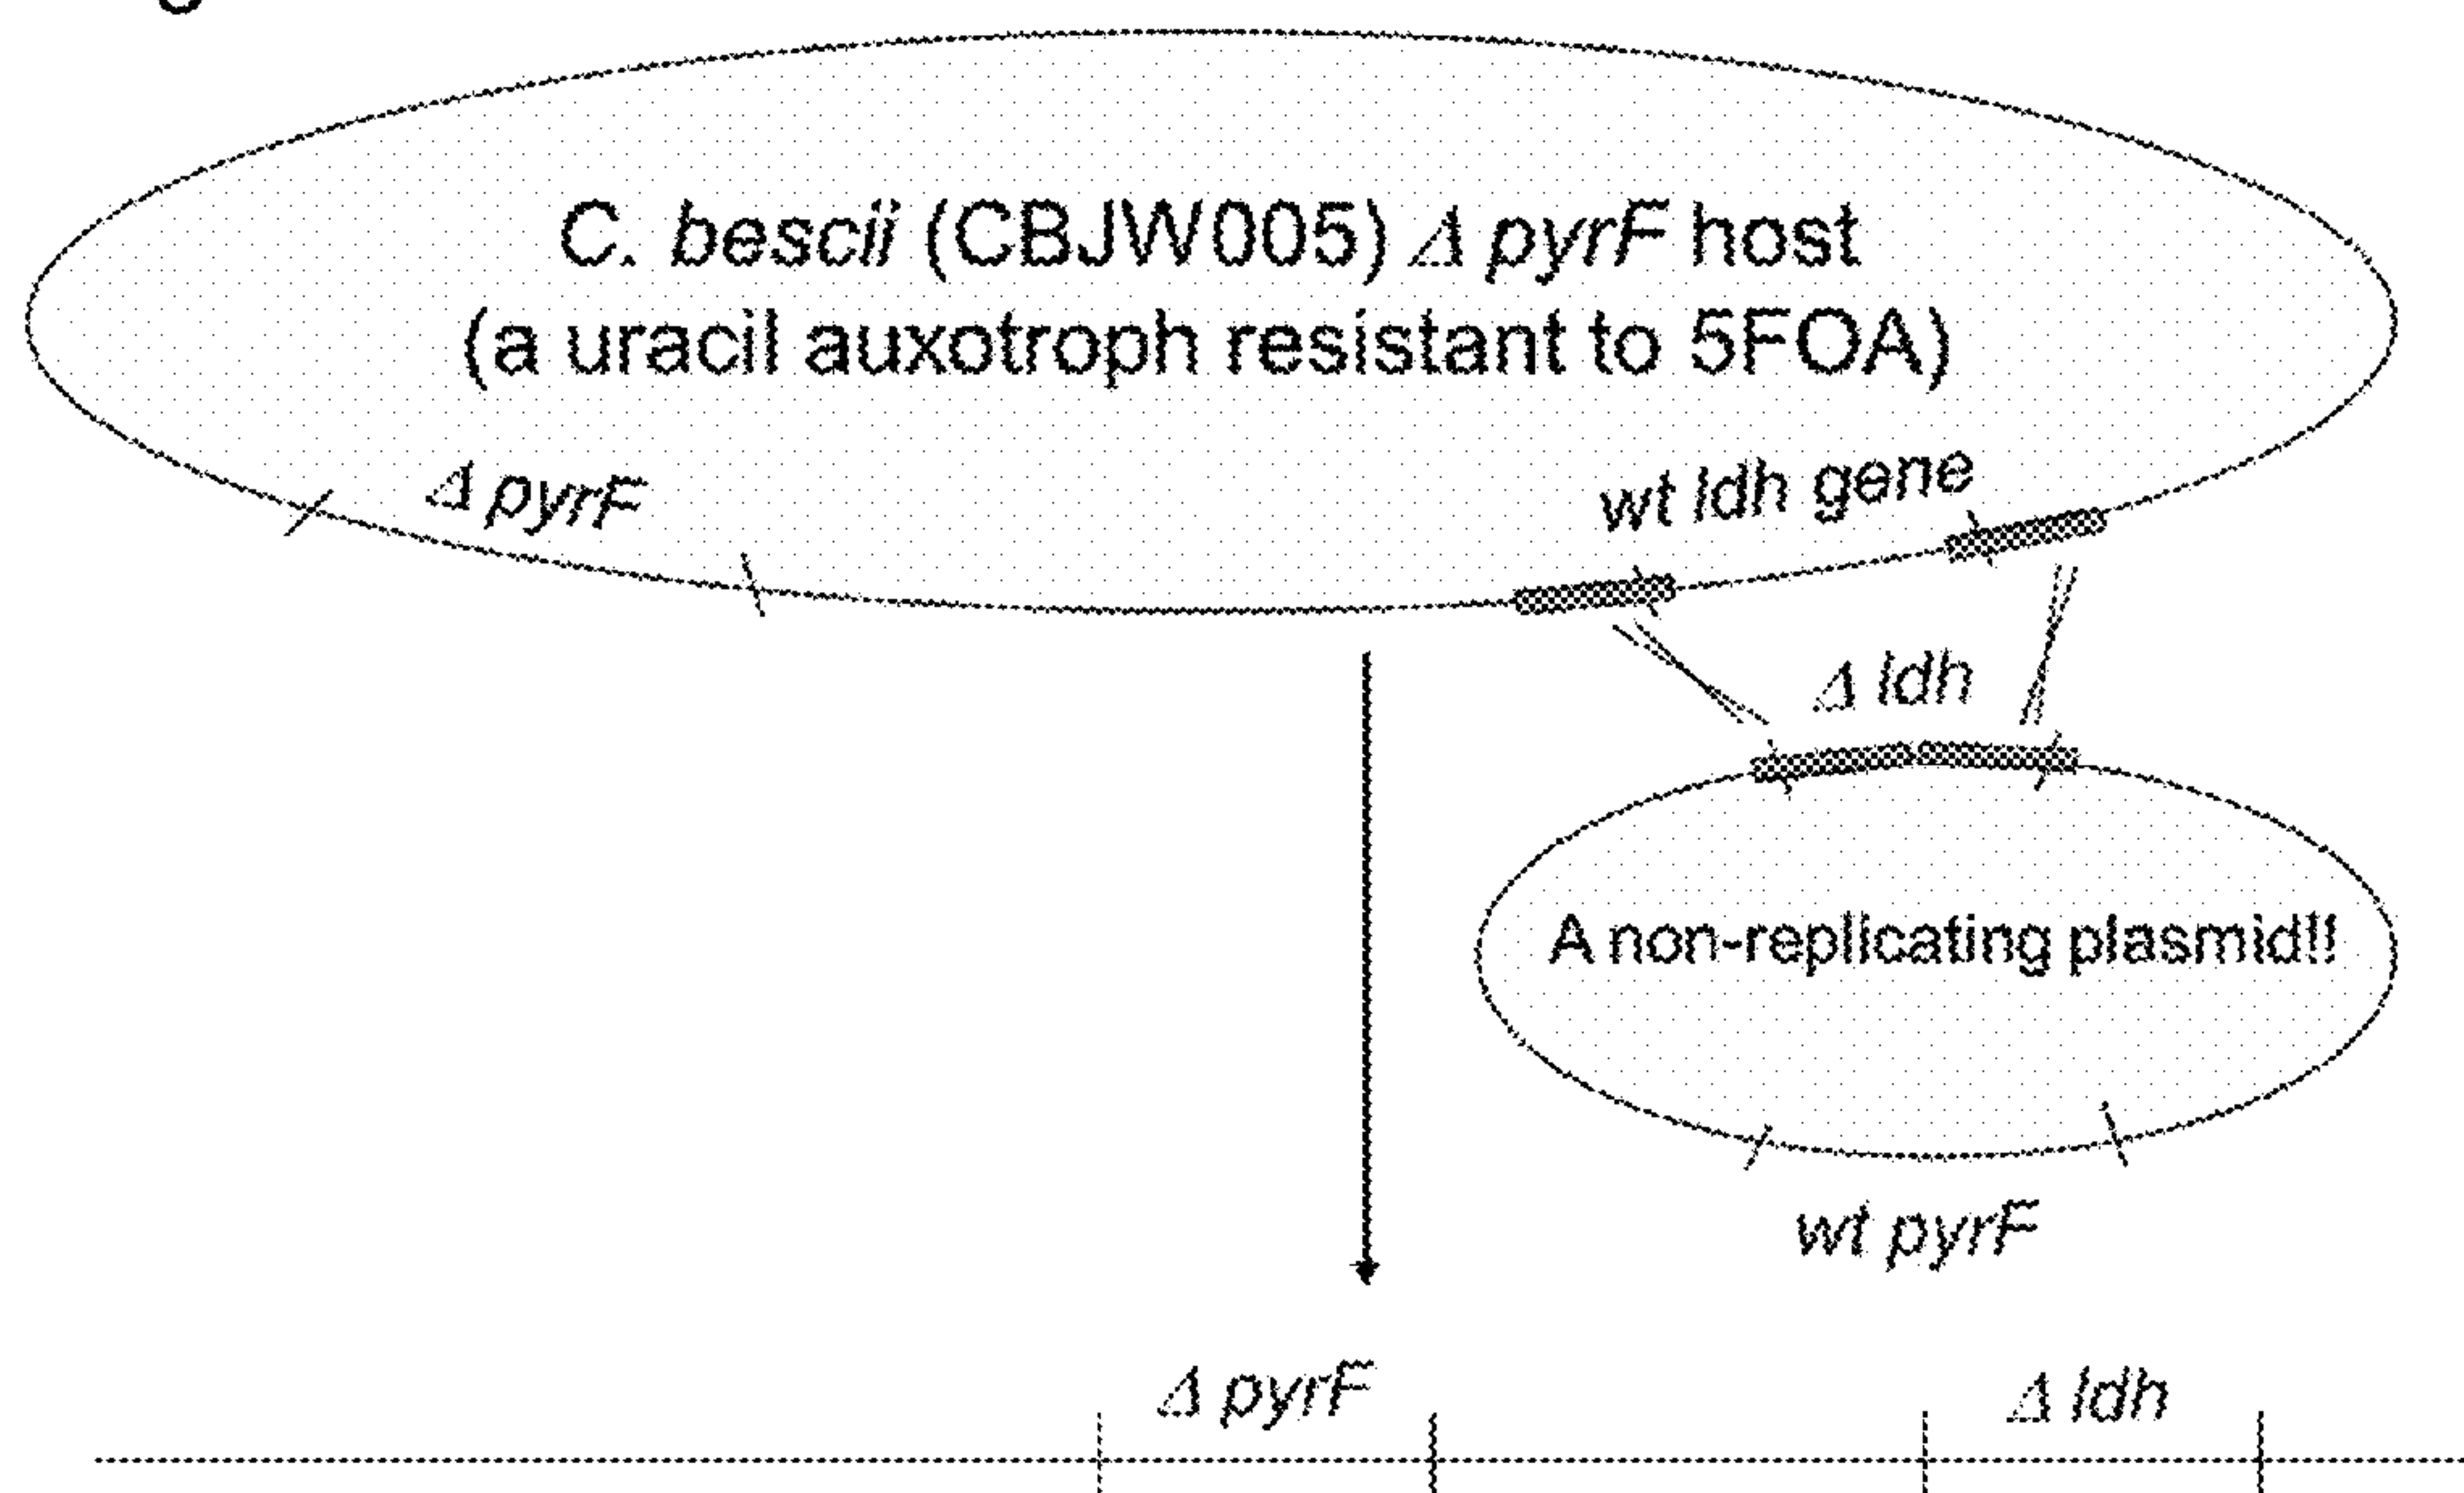 C. bescii (CBJW005) Δ pyrF host
(a uracil auxotroph resistant to 5FOA)
Δ pyrF
wt ldh gene
Δ ldh
A non-replicating plasmid!!
wt pyrF
Δ pyrF
Δ ldh